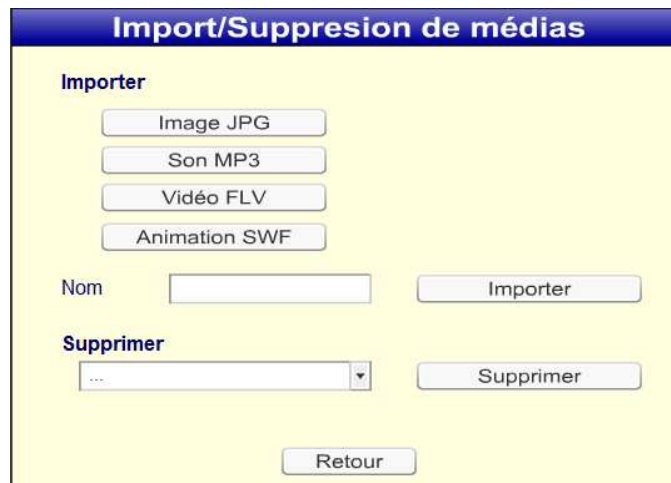 Import/Suppresion de médias
Importer
Image JPG
Son MP3
Vidéo FLV
Animation SWF
Nom Importer
Supprimer
... Supprimer
Retour